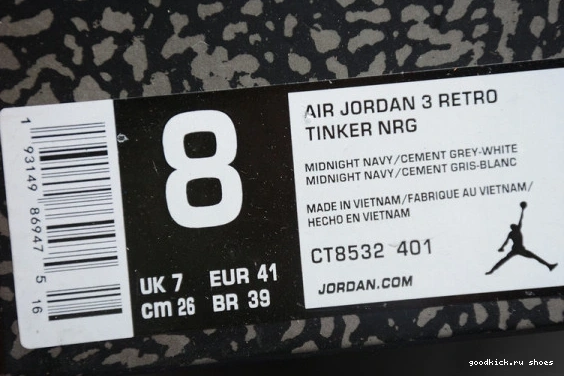 1 93149 86947 5 16
8
UK 7 EUR 41
cm 26 BR 39
AIR JORDAN 3 RETRO
TINKER NRG
MIDNIGHT NAVY/CEMENT GREY-WHITE
MIDNIGHT NAVY/CEMENT GRIS-BLANC
MADE IN VIETNAM/FABRIQUE AU VIETNAM/
HECHO EN VIETNAM
CT8532 401
JORDAN.COM
goodkick.ru shoes